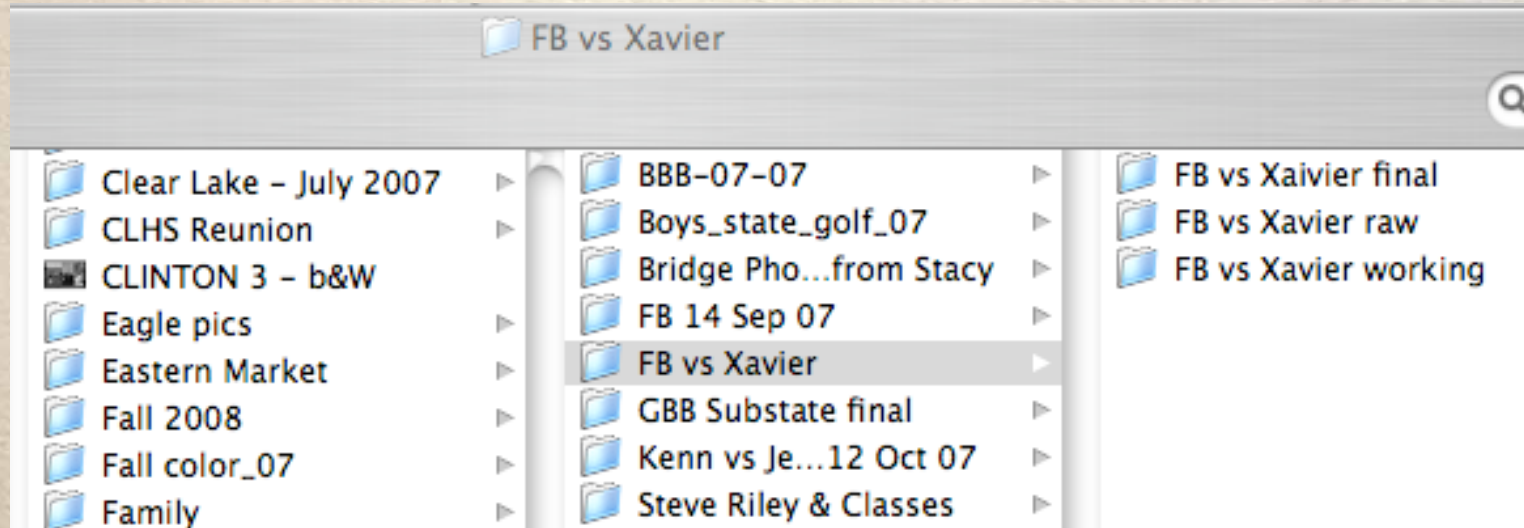 FB vs Xavier
Clear Lake – July 2007
CLHS Reunion
CLINTON 3 – b&W
Eagle pics
Eastern Market
Fall 2008
Fall color_07
Family
BBB-07-07
Boys_state_golf_07
Bridge Pho...from Stacy
FB 14 Sep 07
FB vs Xavier
GBB Substate final
Kenn vs Je...12 Oct 07
Steve Riley & Classes
FB vs Xaivier final
FB vs Xavier raw
FB vs Xavier working